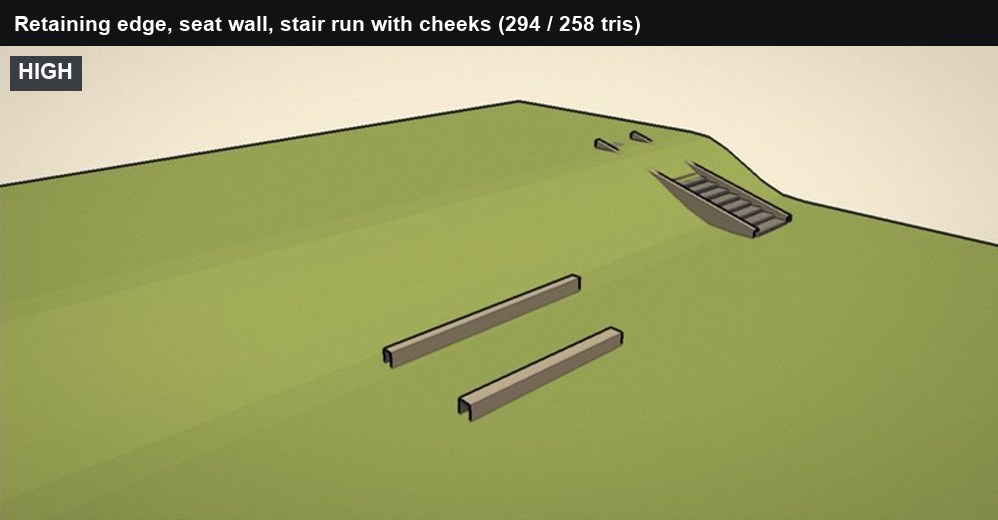 Retaining edge, seat wall, stair run with cheeks (294 / 258 tris)
HIGH